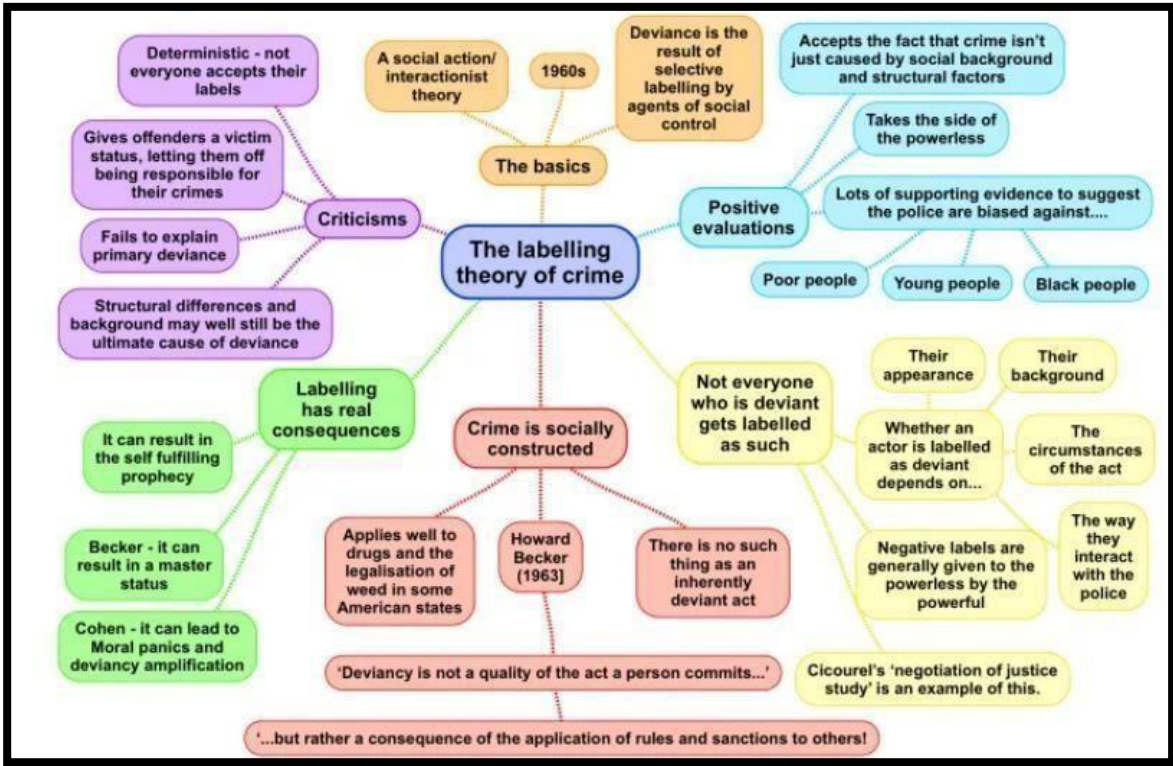 The labelling
theory of crime
The basics
A social action/
interactionist
theory
1960s
Deviance is the
result of
selective
labelling by
agents of social
control
Positive
evaluations
Accepts the fact that crime isn't
just caused by social background
and structural factors
Takes the side
of the powerless
Lots of supporting evidence to suggest
the police are biased against....
Poor people
Young people
Black people
Not everyone
who is deviant
gets labelled
as such
Whether an
actor is labelled
as deviant
depends on...
Their
appearance
Their
background
The
circumstances
of the act
The way
they
interact
with the
police
Negative labels are
generally given to the
powerless by the
powerful
Cicourel's ‘negotiation of justice
study’ is an example of this.
Crime is socially
constructed
Applies well to
drugs and the
legalisation of
weed in some
American states
Howard
Becker
(1963]
There is no such
thing as an
inherently
deviant act
‘Deviancy is not a quality of the act a person commits...’
‘...but rather a consequence of the application of rules and sanctions to others!
Labelling
has real
consequences
It can result in
the self fulfilling
prophecy
Becker - it can
result in a master
status
Cohen - it can lead to
Moral panics and
deviancy amplification
Criticisms
Deterministic - not
everyone accepts their
labels
Gives offenders a victim
status, letting them off
being responsible for
their crimes
Fails to explain
primary deviance
Structural differences and
background may well still be the
ultimate cause of deviance